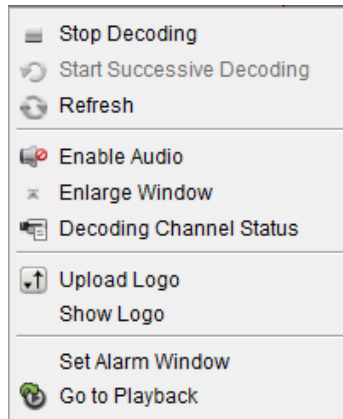 Stop Decoding
Start Successive Decoding
Refresh
Enable Audio
Enlarge Window
Decoding Channel Status
Upload Logo
Show Logo
Set Alarm Window
Go to Playback